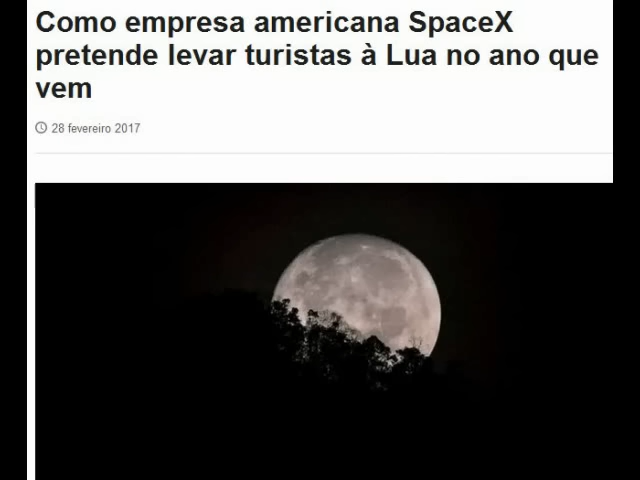 Como empresa americana SpaceX
pretende levar turistas à Lua no ano que
vem
28 fevereiro 2017